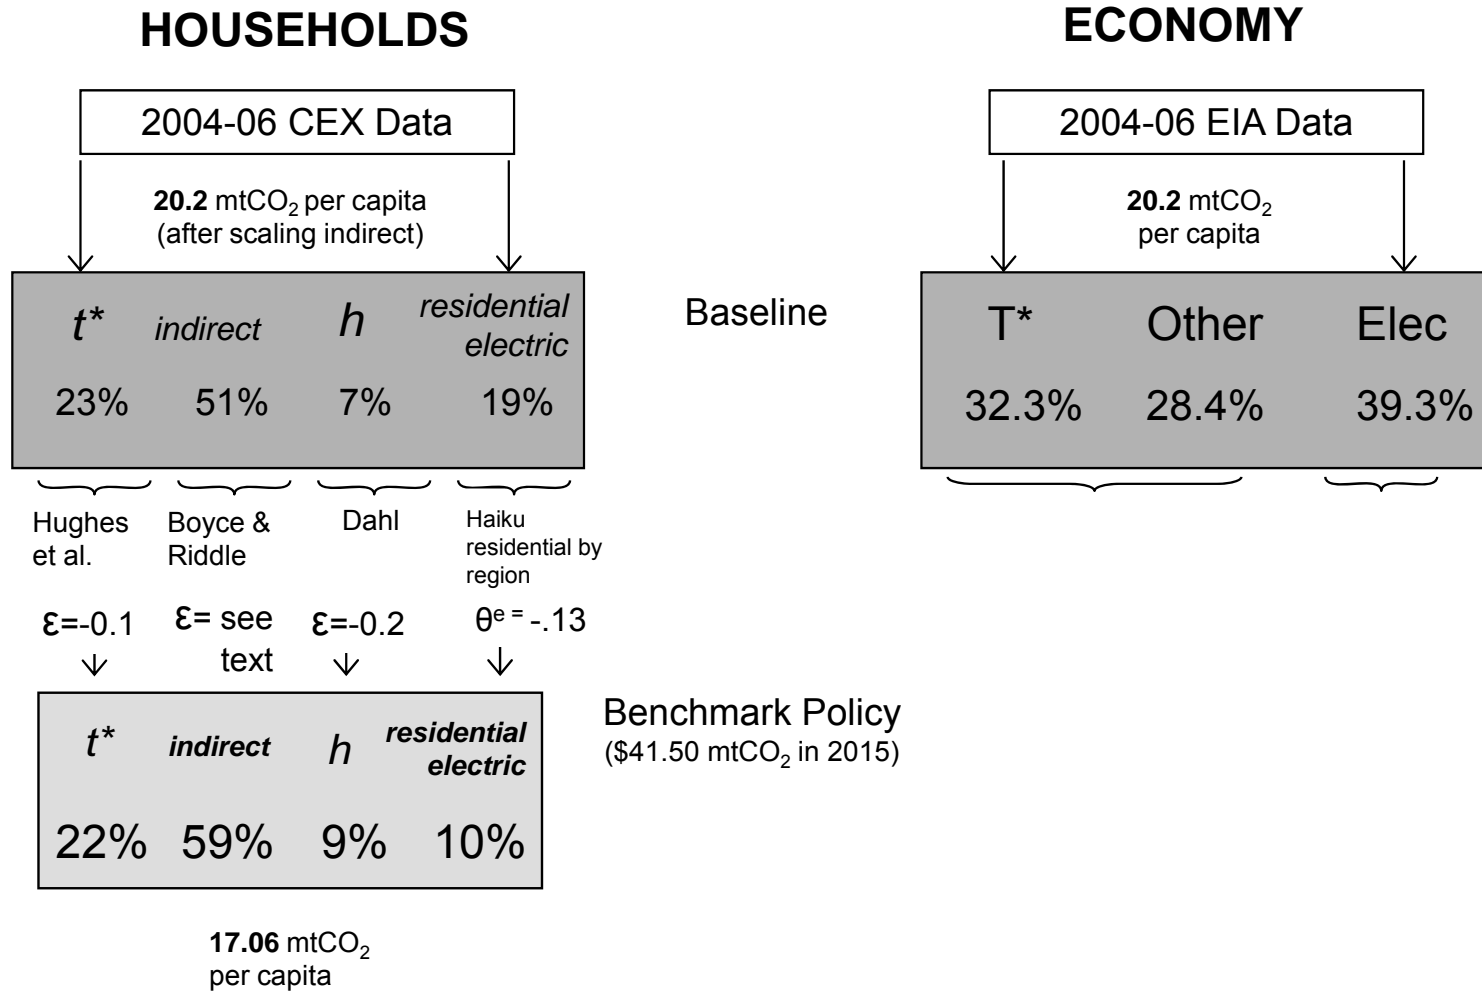 HOUSEHOLDS
ECONOMY
2004-06 CEX Data
2004-06 EIA Data
20.2 mtCO₂ per capita
(after scaling indirect)
20.2 mtCO₂
per capita
t* indirect h residential
electric
23% 51% 7% 19%
Baseline
T* Other Elec
32.3% 28.4% 39.3%
Hughes
et al.
Boyce &
Riddle
Dahl
Haiku
residential by
region
Ɛ=-0.1
Ɛ= see
text
Ɛ=-0.2
θᵉ ⁼ -.13
t* indirect h residential
electric
22% 59% 9% 10%
Benchmark Policy
($41.50 mtCO₂ in 2015)
17.06 mtCO₂
per capita